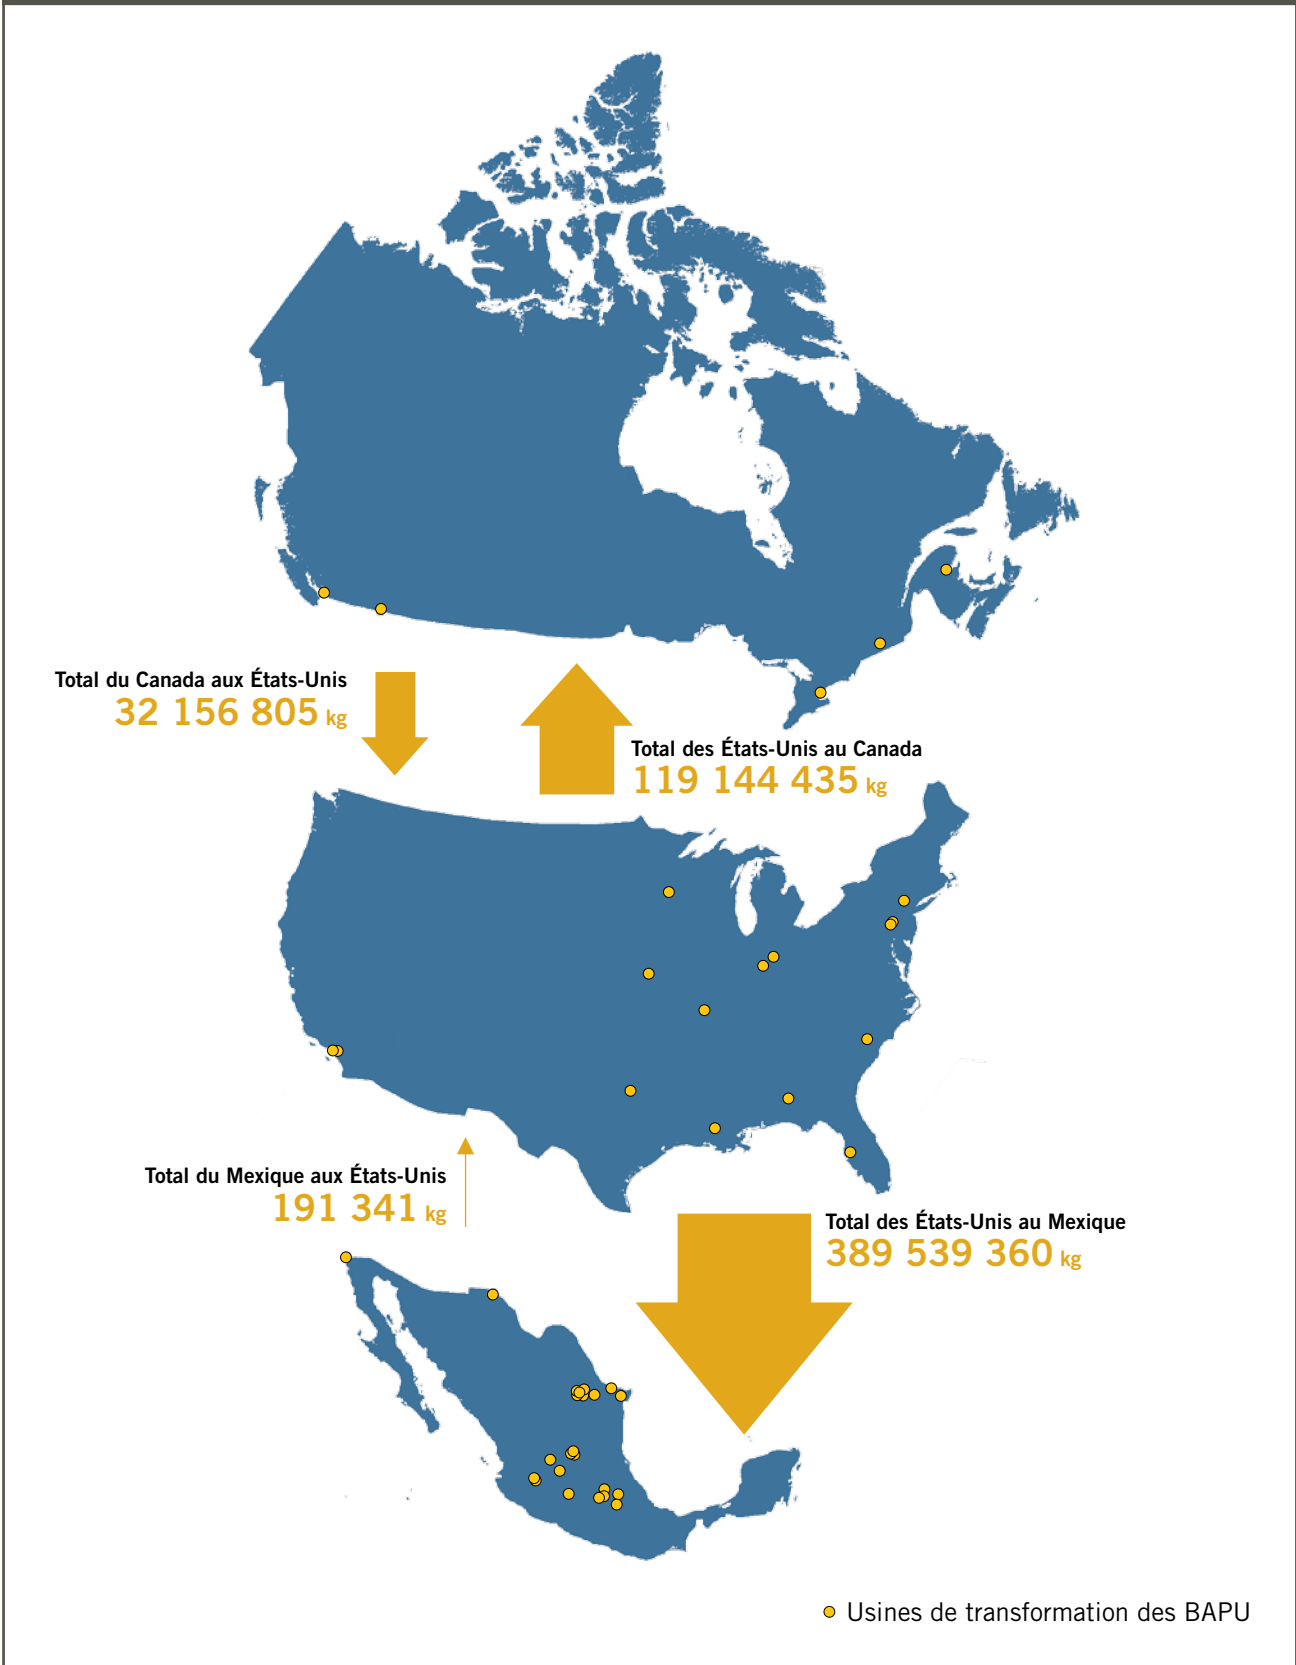 Total du Canada aux États-Unis
32 156 805 kg
Total des États-Unis au Canada
119 144 435 kg
Total du Mexique aux États-Unis
191 341 kg
Total des États-Unis au Mexique
389 539 360 kg
Usines de transformation des BAPU